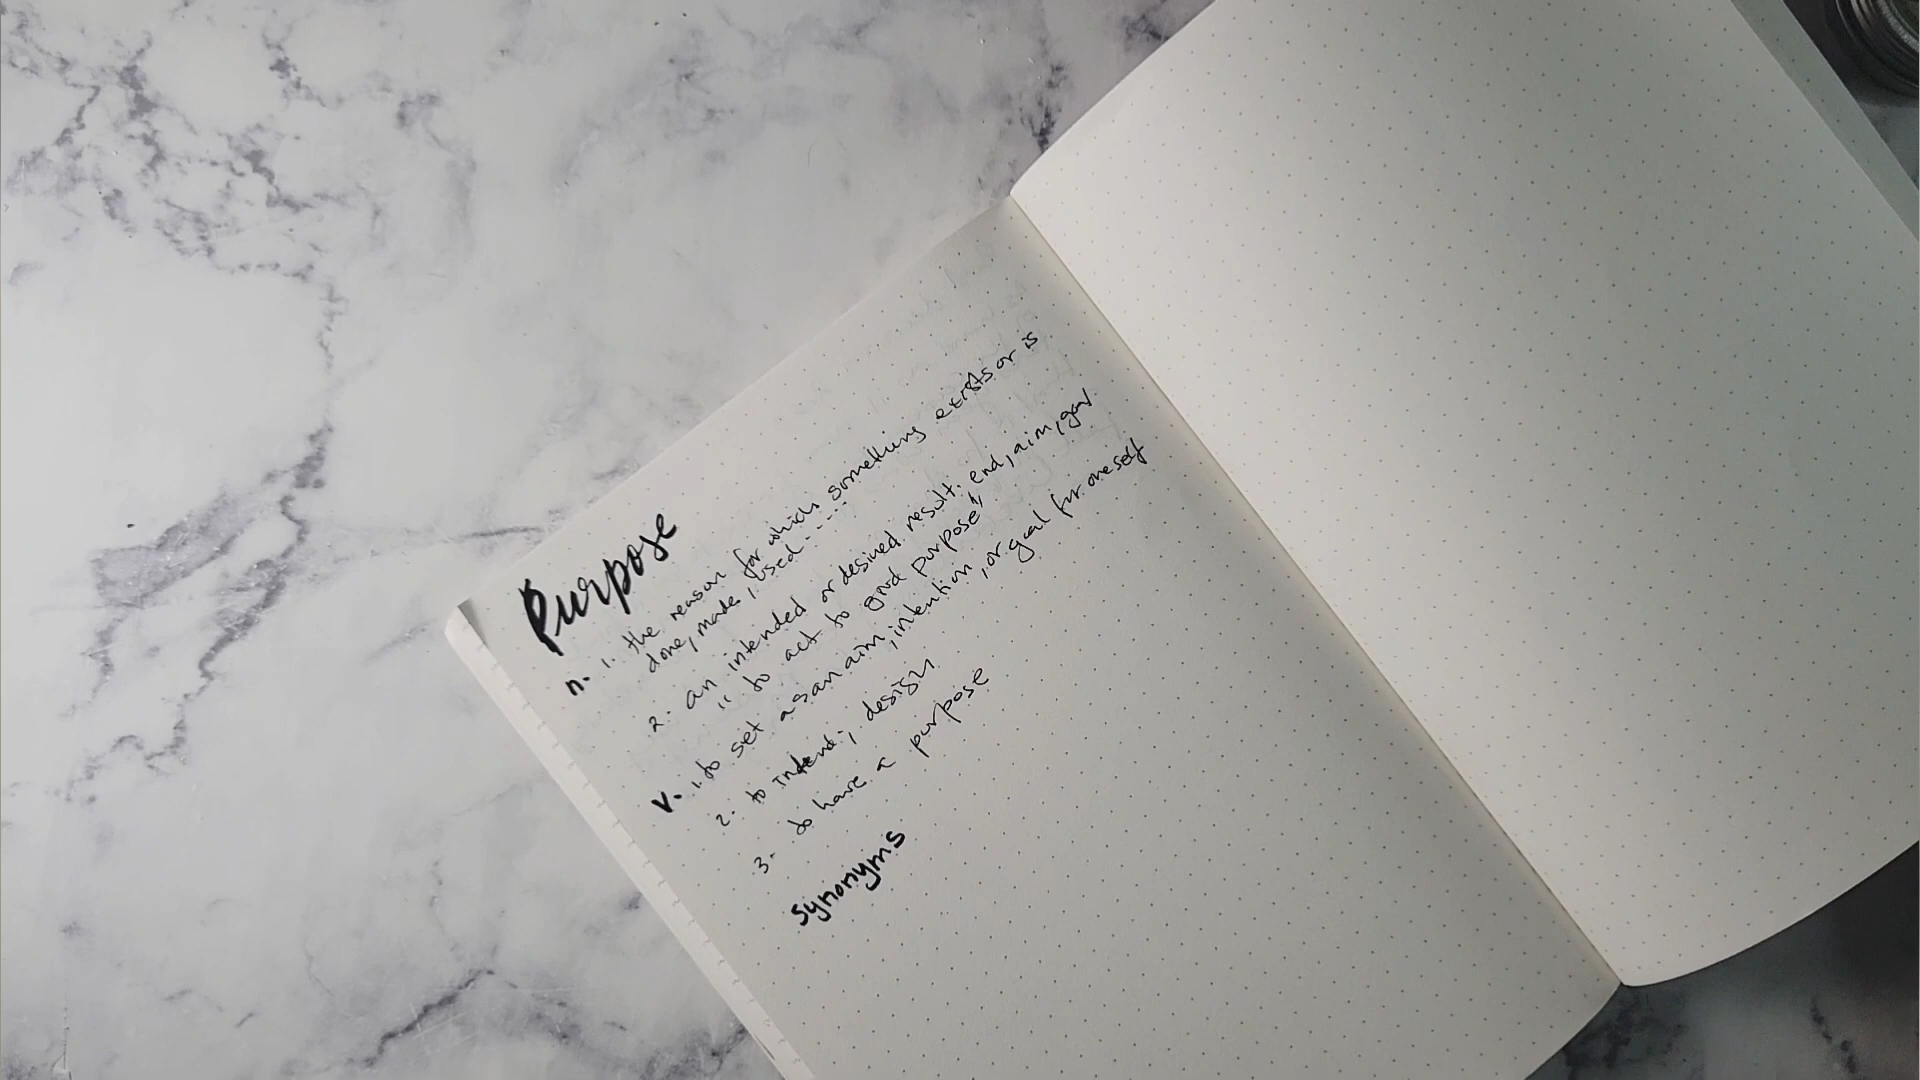 Purpose
n. 1. the reason for which something exists or is
done, made, used - - - -
2. an intended or desired result. end, aim, goal
" to act to good purpose"
v. 1. to set as an aim, intention, or goal for oneself
2. to intend; design
3. to have a purpose
Synonyms